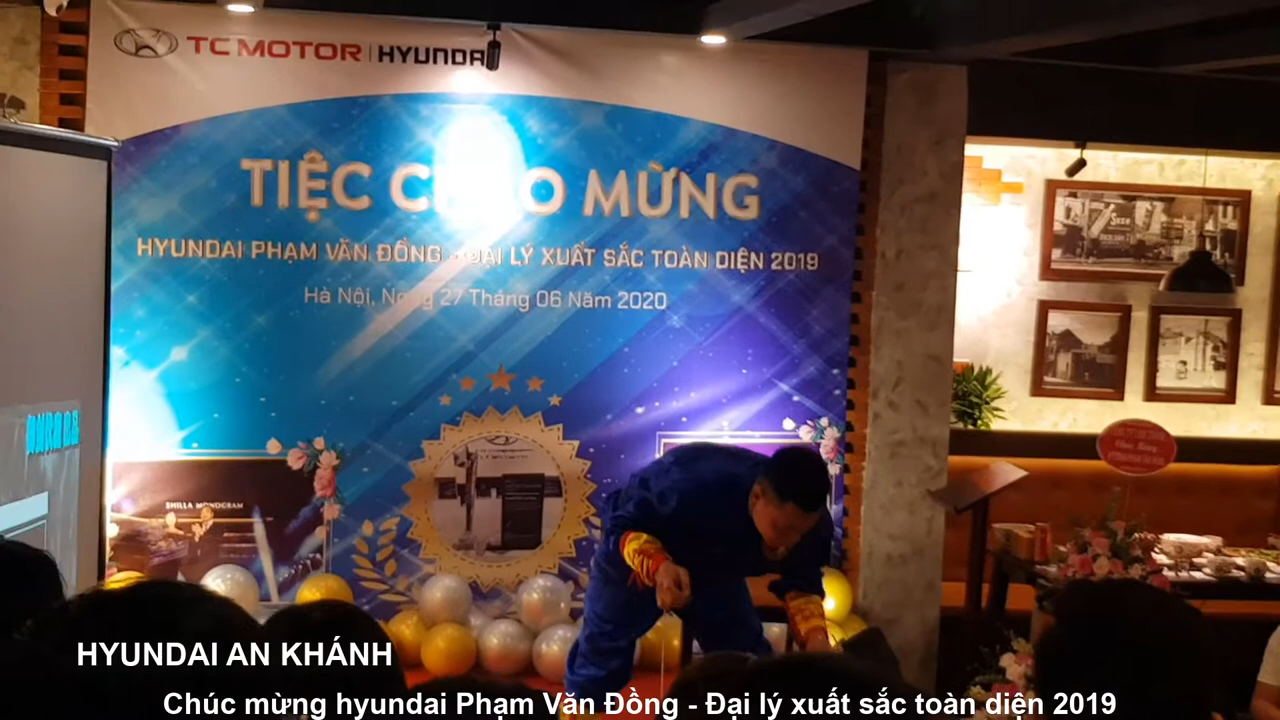 TC MOTOR | HYUNDAI
TIỆC CHÀO MỪNG
HYUNDAI PHẠM VĂN ĐỒNG - ĐẠI LÝ XUẤT SẮC TOÀN DIỆN 2019
Hà Nội, Ngày 27 Tháng 06 Năm 2020
SHILLA MONOGRAM
HYUNDAI AN KHÁNH
Chúc mừng hyundai Phạm Văn Đồng - Đại lý xuất sắc toàn diện 2019